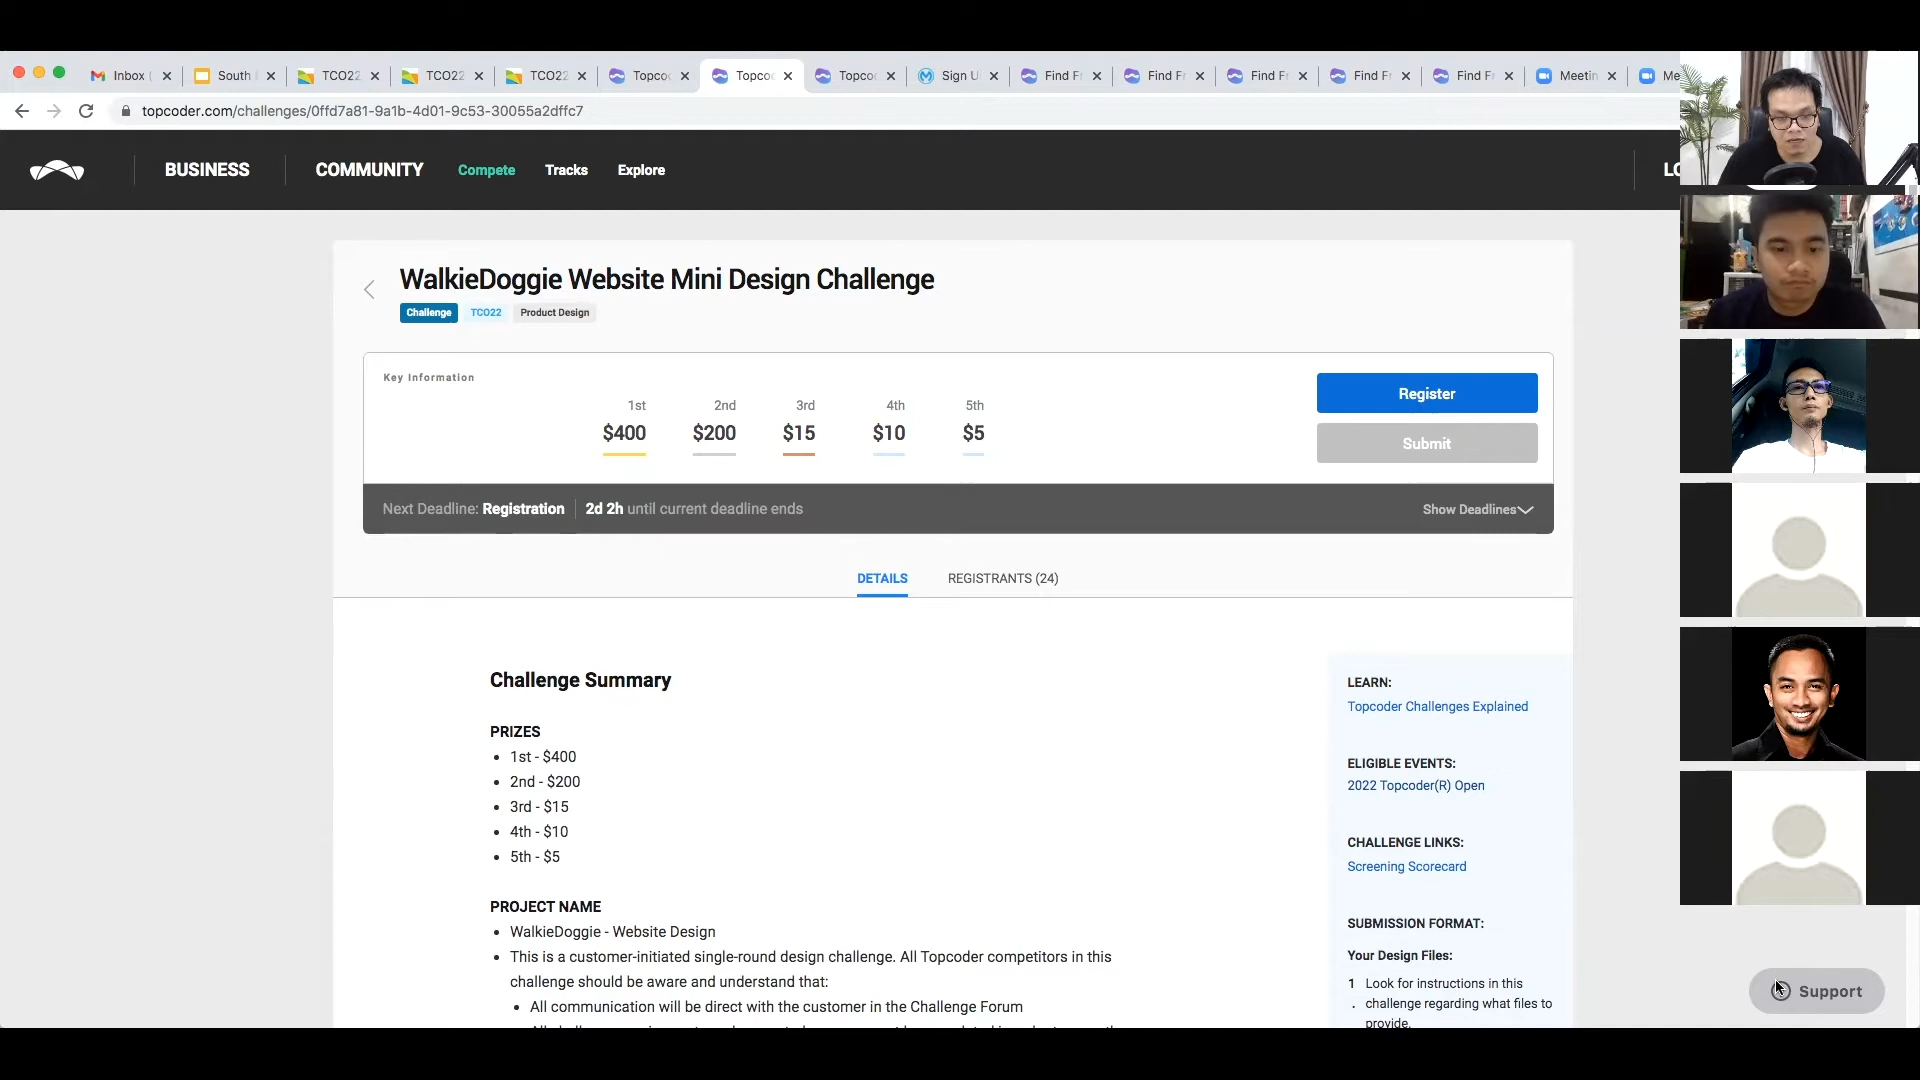 Inbox (
South
TCO22
TCO22
TCO22
Topco
Topco
Topco
Sign U
Find Fr
Find Fr
Find Fr
Find Fr
Find Fr
Meetin
Me
topcoder.com/challenges/0ffd7a81-9a1b-4d01-9c53-30055a2dffc7
BUSINESS
COMMUNITY
Compete
Tracks
Explore
LO
WalkieDoggie Website Mini Design Challenge
Challenge
TCO22
Product Design
Key Information
1st
2nd
3rd
4th
5th
$400
$200
$15
$10
$5
Register
Submit
Next Deadline: Registration
2d 2h until current deadline ends
Show Deadlines
DETAILS
REGISTRANTS (24)
Challenge Summary
PRIZES
• 1st - $400
• 2nd - $200
• 3rd - $15
• 4th - $10
• 5th - $5
PROJECT NAME
• WalkieDoggie - Website Design
• This is a customer-initiated single-round design challenge. All Topcoder competitors in this
challenge should be aware and understand that:
• All communication will be direct with the customer in the Challenge Forum
LEARN:
Topcoder Challenges Explained
ELIGIBLE EVENTS:
2022 Topcoder(R) Open
CHALLENGE LINKS:
Screening Scorecard
SUBMISSION FORMAT:
Your Design Files:
1. Look for instructions in this
challenge regarding what files to
provide.
Support